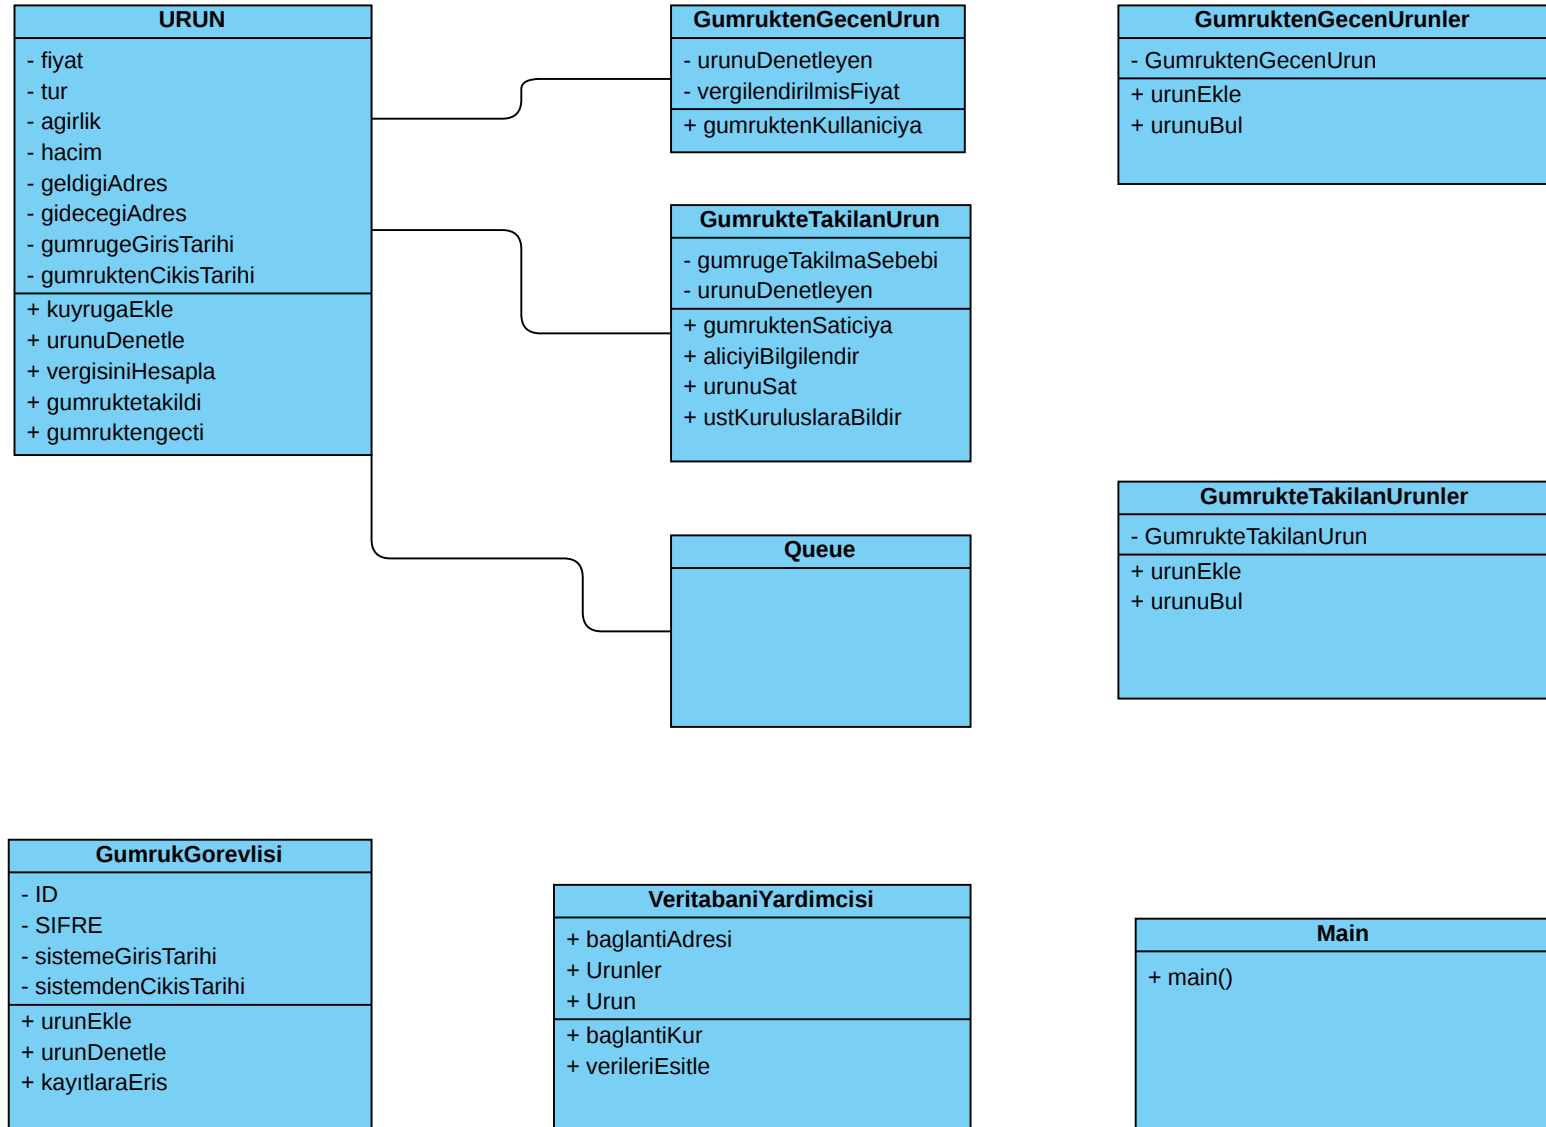 URUN
- fiyat
- tur
- agirlik
- hacim
- geldigiAdres
- gidecegiAdres
- gumrugeGirisTarihi
- gumruktenCikisTarihi
+ kuyrugaEkle
+ urunuDenetle
+ vergisiniHesapla
+ gumruktetakildi
+ gumruktengecti
GumruktenGecenUrun
- urunuDenetleyen
- vergilendirilmisFiyat
+ gumruktenKullaniciya
GumruktenGecenUrunler
- GumruktenGecenUrun
+ urunEkle
+ urunuBul
GumrukteTakilanUrun
- gumrugeTakilmaSebebi
- urunuDenetleyen
+ gumruktenSaticiya
+ aliciyiBilgilendir
+ urunuSat
+ ustKuruluslaraBildir
GumrukteTakilanUrunler
- GumrukteTakilanUrun
+ urunEkle
+ urunuBul
Queue
GumrukGorevlisi
- ID
- SIFRE
- sistemeGirisTarihi
- sistemdenCikisTarihi
+ urunEkle
+ urunDenetle
+ kayıtlaraEris
VeritabaniYardimcisi
+ baglantiAdresi
+ Urunler
+ Urun
+ baglantiKur
+ verileriEsitle
Main
+ main()